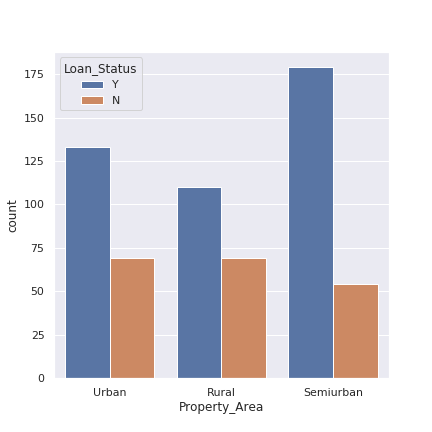 Loan_Status
Y
N
175
150
125
100
75
50
25
0
count
Urban
Rural
Semiurban
Property_Area